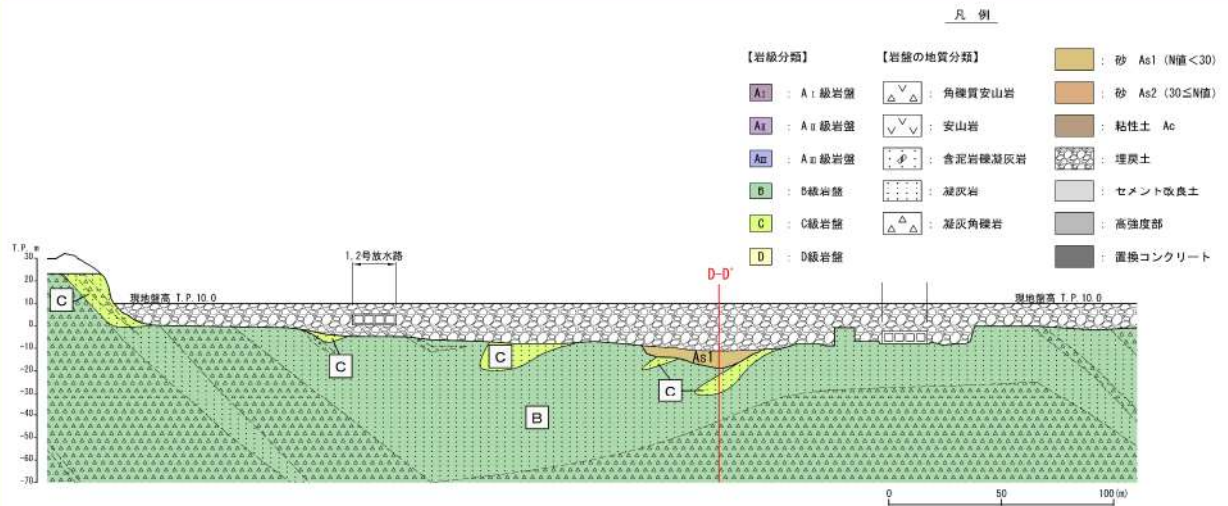 凡 例
【岩級分類】
AⅠ : AⅠ級岩盤
AⅡ : AⅡ級岩盤
AⅢ : AⅢ級岩盤
B : B級岩盤
C : C級岩盤
D : D級岩盤
【岩盤の地質分類】
: 角礫質安山岩
: 安山岩
: 含泥岩礫凝灰岩
: 凝灰岩
: 凝灰角礫岩
: 砂 As1 (N値<30)
: 砂 As2 (30≦N値)
: 粘性土 Ac
: 埋戻土
: セメント改良土
: 高強度部
: 置換コンクリート
T.P. m
30
20
10
0
-10
-20
-30
-40
-50
-60
-70
現地盤高 T.P.10.0
1,2号放水路
D-D'
現地盤高 T.P.10.0
C
C
C
As1
C
B
0 50 100(m)